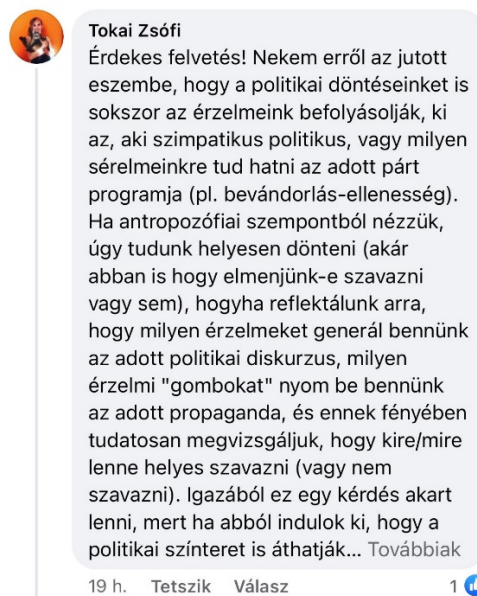 Tokai Zsófi
Érdekes felvetés! Nekem erről az jutott
eszembe, hogy a politikai döntéseinket is
sokszor az érzelmeink befolyásolják, ki
az, aki szimpatikus politikus, vagy milyen
sérelmeinkre tud hatni az adott párt
programja (pl. bevándorlás-ellenesség).
Ha antropozófiai szempontból nézzük,
úgy tudunk helyesen dönteni (akár
abban is hogy elmenjünk-e szavazni
vagy sem), hogyha reflektálunk arra,
hogy milyen érzelmeket generál bennünk
az adott politikai diskurzus, milyen
érzelmi "gombokat" nyom be bennünk
az adott propaganda, és ennek fényében
tudatosan megvizsgáljuk, hogy kire/mire
lenne helyes szavazni (vagy nem
szavazni). Igazából ez egy kérdés akart
lenni, mert ha abból indulok ki, hogy a
politikai színteret is áthatják... Továbbiak
19 h. Tetszik Válasz 1